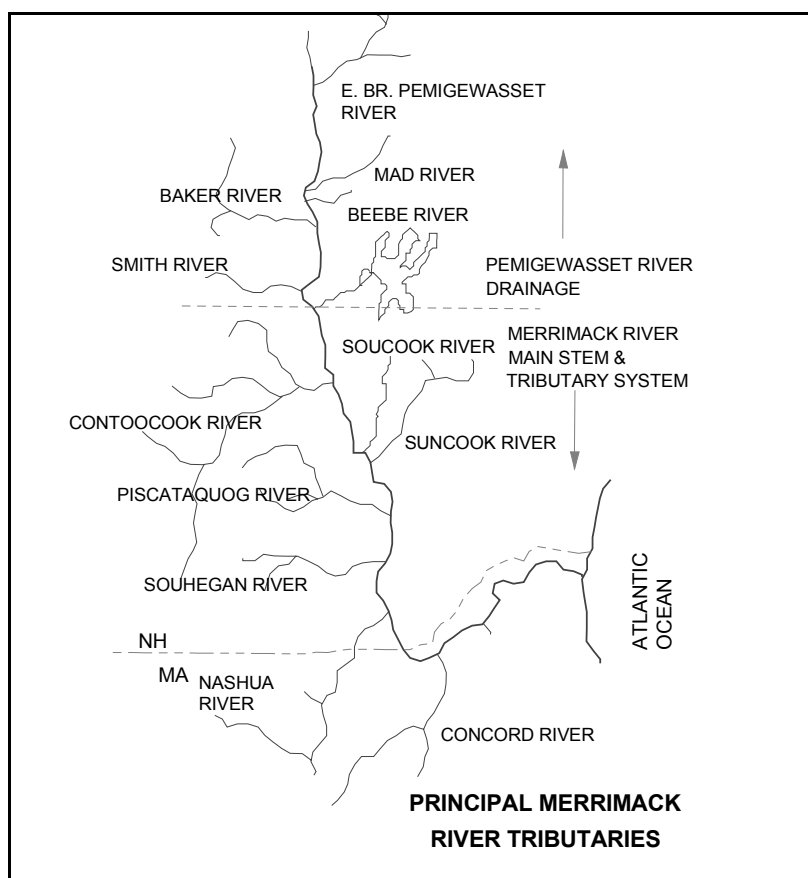 E. BR. PEMIGEWASSET
RIVER
MAD RIVER
BAKER RIVER
BEEBE RIVER
SMITH RIVER
PEMIGEWASSET RIVER
DRAINAGE
MERRIMACK RIVER
MAIN STEM &
TRIBUTARY SYSTEM
SOUCOOK RIVER
CONTOOCOOK RIVER
SUNCOOK RIVER
PISCATAQUOG RIVER
SOUHEGAN RIVER
ATLANTIC
OCEAN
NH
MA
NASHUA
RIVER
CONCORD RIVER
PRINCIPAL MERRIMACK
RIVER TRIBUTARIES